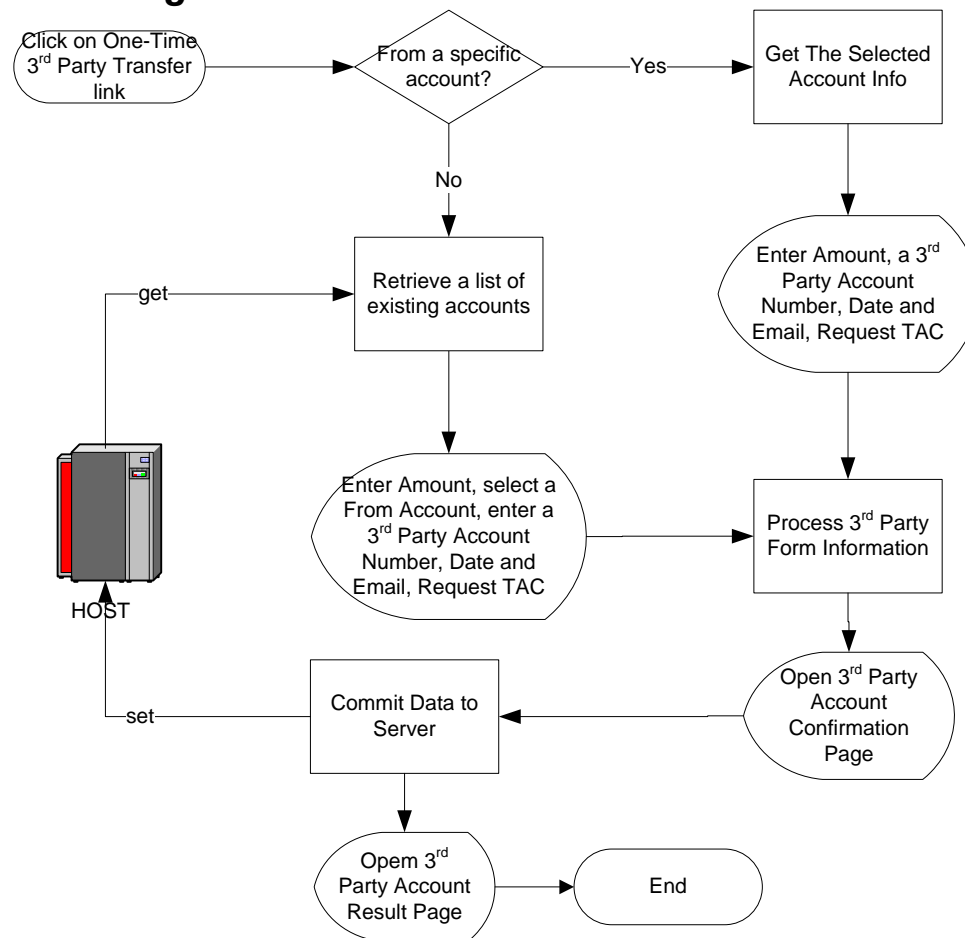 Click on One-Time
3rd Party Transfer
link
From a specific
account?
Yes
Get The Selected
Account Info
No
Retrieve a list of
existing accounts
get
Enter Amount, a 3rd
Party Account
Number, Date and
Email, Request TAC
HOST
Enter Amount, select a
From Account, enter a
3rd Party Account
Number, Date and
Email, Request TAC
Process 3rd Party
Form Information
Open 3rd Party
Account
Confirmation
Page
Commit Data to
Server
set
Opem 3rd
Party Account
Result Page
End